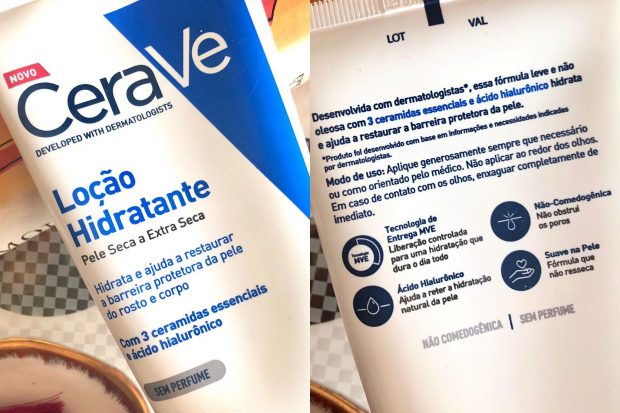 NOVO
CeraVe
DEVELOPED WITH DERMATOLOGISTS
Loção
Hidratante
Pele Seca a Extra Seca
Hidrata e ajuda a restaurar
a barreira protetora da pele
do rosto e corpo
Com 3 ceramidas essenciais
e ácido hialurônico
SEM PERFUME
LOT
VAL
Desenvolvida com dermatologistas*, essa fórmula leve e não
oleosa com 3 ceramidas essenciais e ácido hialurônico hidrata
e ajuda a restaurar a barreira protetora da pele.
*Produto foi desenvolvido com base em informações e necessidades indicadas
por dermatologistas.
Modo de uso: Aplique generosamente sempre que necessário
ou como orientado pelo médico. Não aplicar ao redor dos olhos.
Em caso de contato com os olhos, enxaguar completamente de
imediato.
Tecnologia MVE
Tecnologia de
Entrega MVE
Liberação controlada
para uma hidratação que
dura o dia todo
Não-Comedogênica
Não obstrui
os poros
Ácido Hialurônico
Ajuda a reter a hidratação
natural da pele
Suave na Pele
Fórmula que
não resseca
NÃO COMEDOGÊNICA | SEM PERFUME